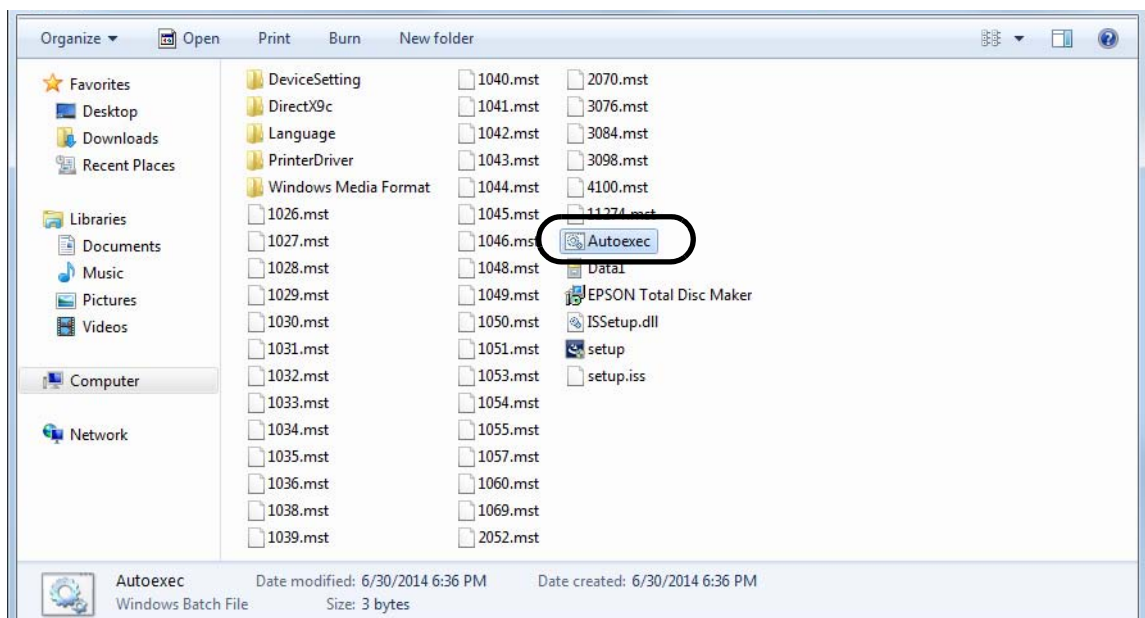 Organize Open Print Burn New folder
Favorites
Desktop
Downloads
Recent Places
Libraries
Documents
Music
Pictures
Videos
Computer
Network
DeviceSetting
DirectX9c
Language
PrinterDriver
Windows Media Format
1026.mst
1027.mst
1028.mst
1029.mst
1030.mst
1031.mst
1032.mst
1033.mst
1034.mst
1035.mst
1036.mst
1038.mst
1039.mst
1040.mst
1041.mst
1042.mst
1043.mst
1044.mst
1045.mst
1046.mst
1048.mst
1049.mst
1050.mst
1051.mst
1053.mst
1054.mst
1055.mst
1057.mst
1060.mst
1069.mst
2052.mst
2070.mst
3076.mst
3084.mst
3098.mst
4100.mst
11274.mst
Autoexec
Data1
EPSON Total Disc Maker
ISSetup.dll
setup
setup.iss
Autoexec Date modified: 6/30/2014 6:36 PM Date created: 6/30/2014 6:36 PM
Windows Batch File Size: 3 bytes